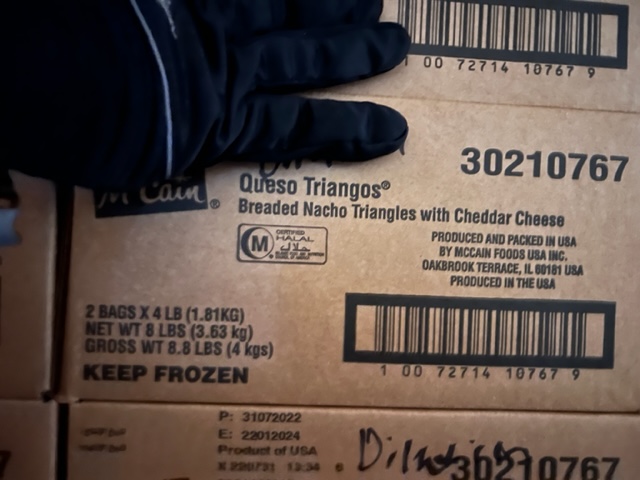 1 00 72714 10767 9
30210767
McCain®
Queso Triangos®
Breaded Nacho Triangles with Cheddar Cheese
M CERTIFIED
HALAL
حلال
PRODUCED AND PACKED IN USA
BY MCCAIN FOODS USA INC.
OAKBROOK TERRACE, IL 60181 USA
PRODUCED IN THE USA
2 BAGS X 4 LB (1.81KG)
NET WT 8 LBS (3.63 kg)
GROSS WT 8.8 LBS (4 kgs)
KEEP FROZEN
1 00 72714 10767 9
P: 31072022
E: 22012024
Product of USA
30210767